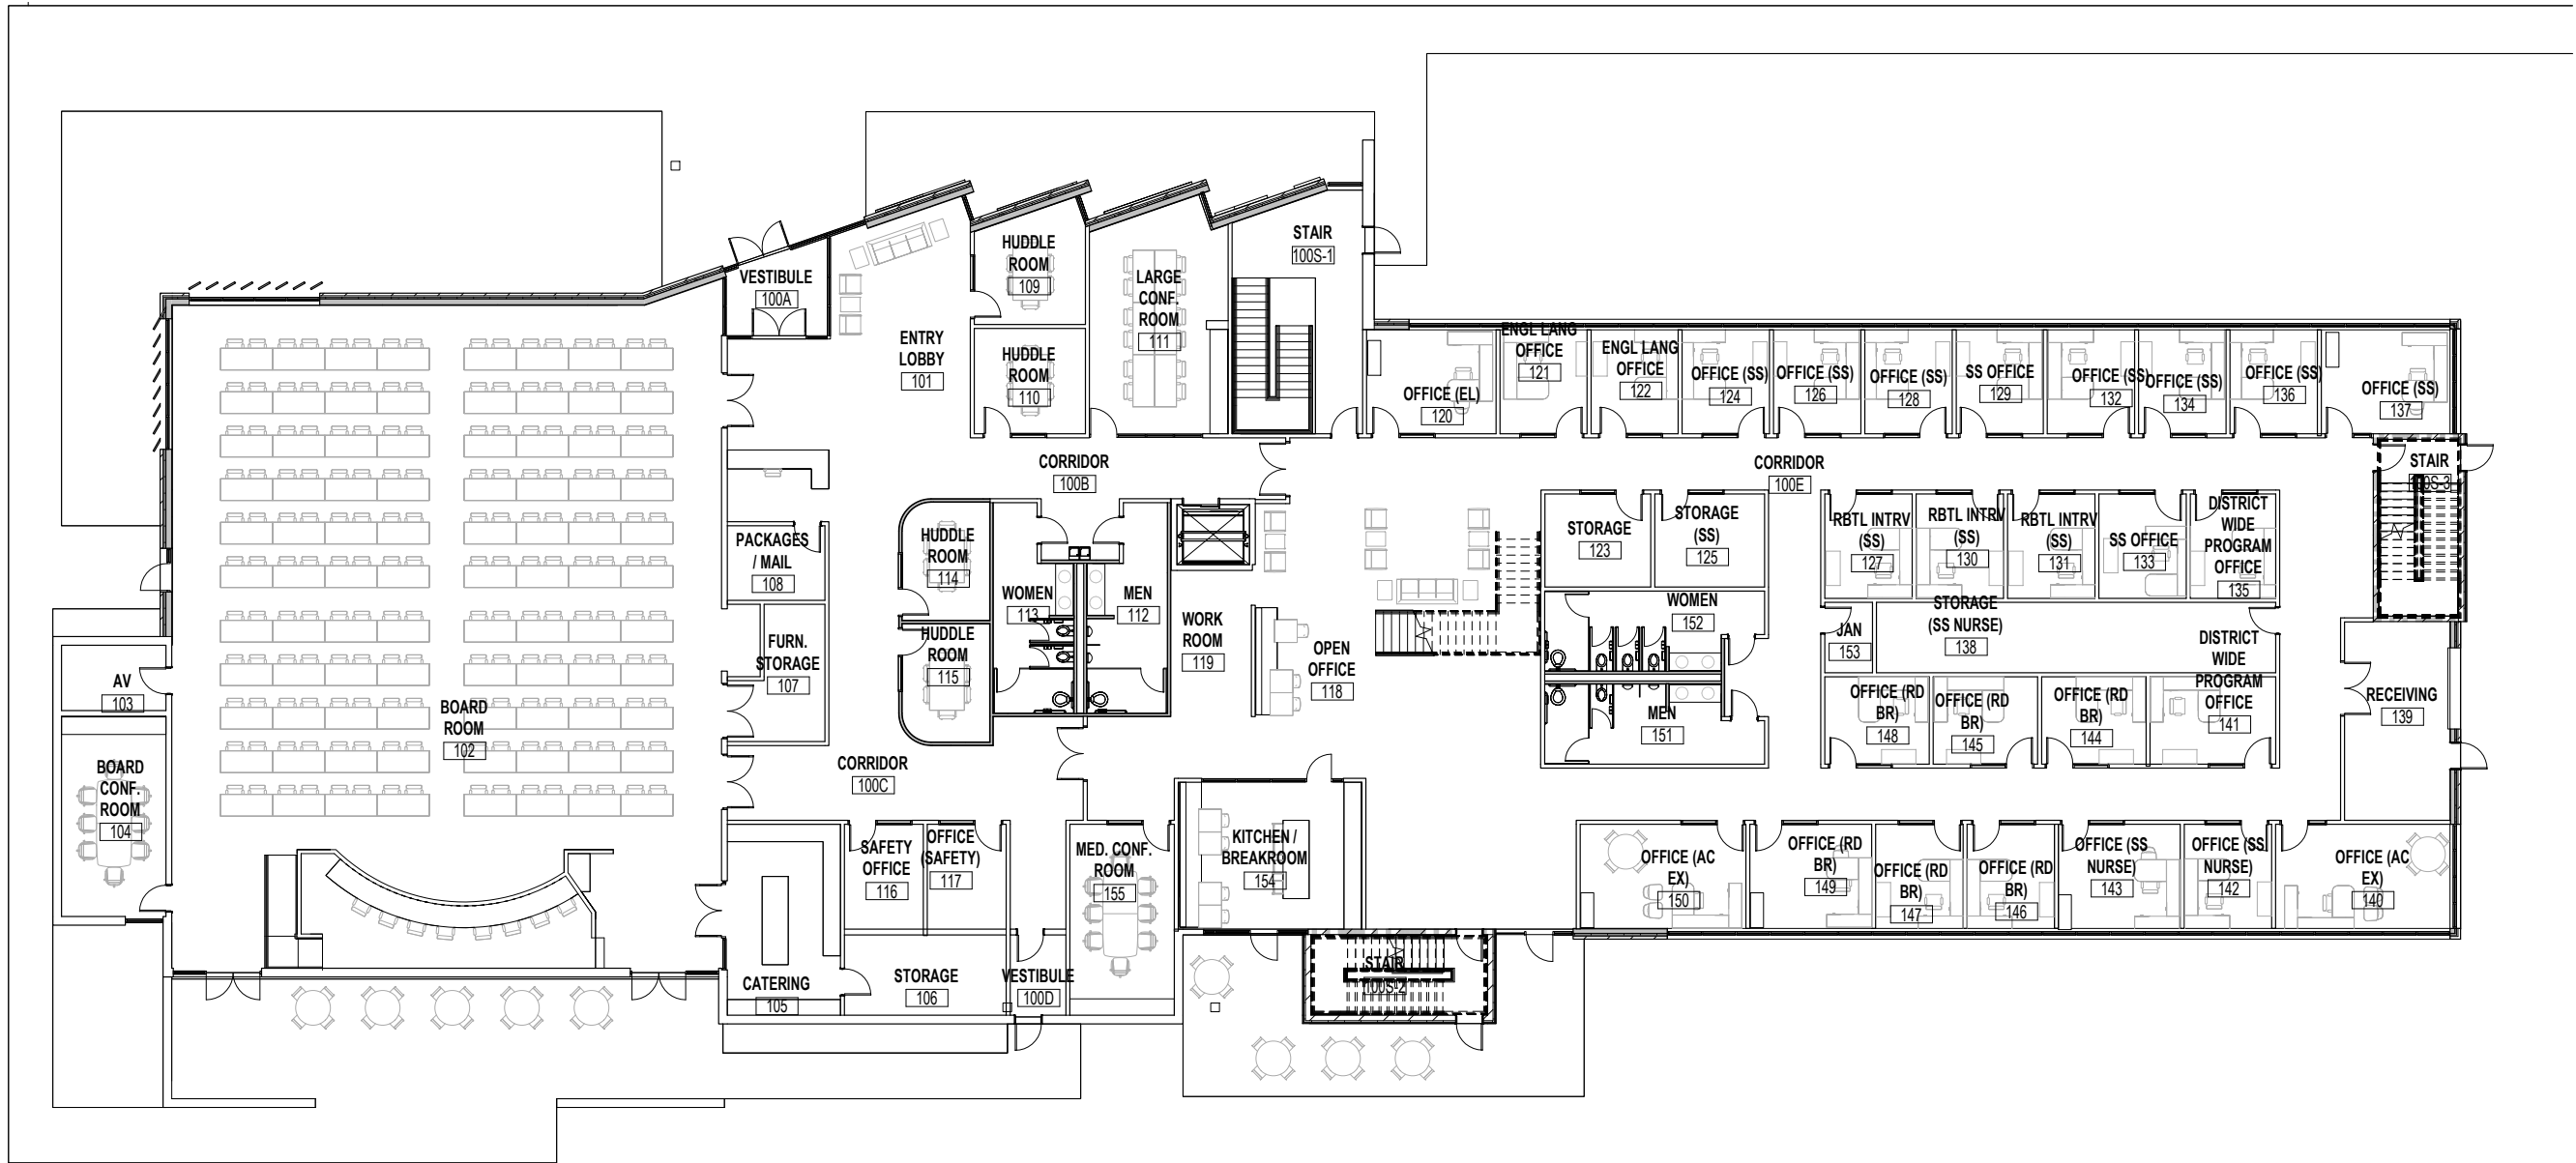 VESTIBULE
100A
ENTRY
LOBBY
101
HUDDLE
ROOM
109
HUDDLE
ROOM
110
LARGE
CONF.
ROOM
111
STAIR
100S-1
OFFICE (EL)
120
ENGL LANG
OFFICE
121
ENGL LANG
OFFICE
122
OFFICE (SS)
124
OFFICE (SS)
126
OFFICE (SS)
128
SS OFFICE
129
OFFICE (SS)
132
OFFICE (SS)
134
OFFICE (SS)
136
OFFICE (SS)
137
CORRIDOR
100B
CORRIDOR
100E
STAIR
100S-3
PACKAGES
/ MAIL
108
HUDDLE
ROOM
114
WOMEN
113
MEN
112
STORAGE
123
STORAGE
(SS)
125
RBTL INTRV
(SS)
127
RBTL INTRV
(SS)
130
RBTL INTRV
(SS)
131
SS OFFICE
133
DISTRICT
WIDE
PROGRAM
OFFICE
135
FURN.
STORAGE
107
HUDDLE
ROOM
115
WORK
ROOM
119
OPEN
OFFICE
118
WOMEN
152
JAN
153
STORAGE
(SS NURSE)
138
DISTRICT
WIDE
PROGRAM
OFFICE
141
AV
103
BOARD
ROOM
102
MEN
151
OFFICE (RD
BR)
148
OFFICE (RD
BR)
145
OFFICE (RD
BR)
144
RECEIVING
139
BOARD
CONF.
ROOM
104
CORRIDOR
100C
SAFETY
OFFICE
116
OFFICE
(SAFETY)
117
MED. CONF.
ROOM
155
KITCHEN /
BREAKROOM
154
OFFICE (AC
EX)
150
OFFICE (RD
BR)
149
OFFICE (RD
BR)
147
OFFICE (RD
BR)
146
OFFICE (SS
NURSE)
143
OFFICE (SS
NURSE)
142
OFFICE (AC
EX)
140
CATERING
105
STORAGE
106
VESTIBULE
100D
STAIR
100S-2